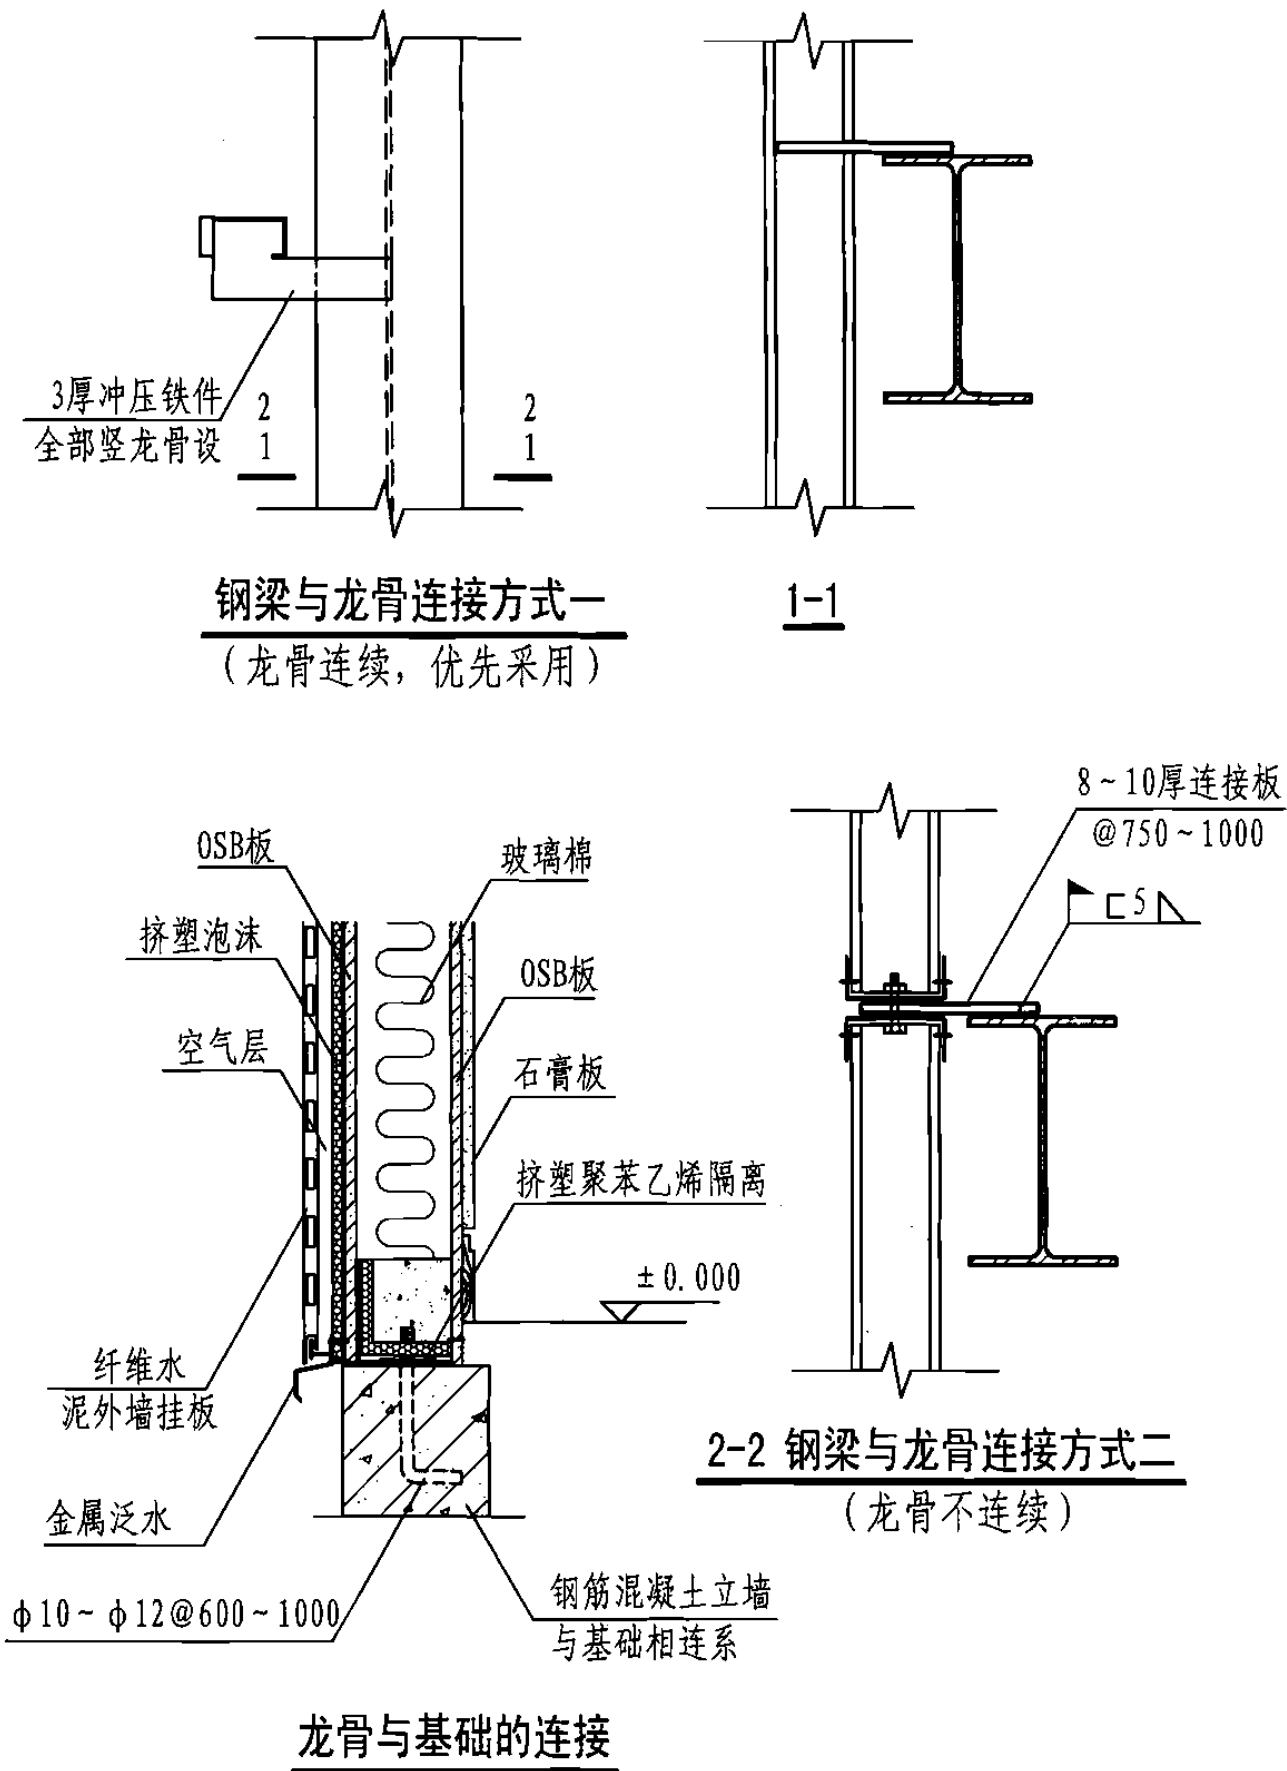 3厚冲压铁件
全部竖龙骨设
2
1
2
1
钢梁与龙骨连接方式一
（龙骨连续，优先采用）
1-1
OSB板
挤塑泡沫
空气层
玻璃棉
OSB板
石膏板
挤塑聚苯乙烯隔离
±0.000
纤维水
泥外墙挂板
金属泛水
ф10～ф12@600～1000
钢筋混凝土立墙
与基础相连系
龙骨与基础的连接
8～10厚连接板
@750～1000
5
2-2 钢梁与龙骨连接方式二
（龙骨不连续）